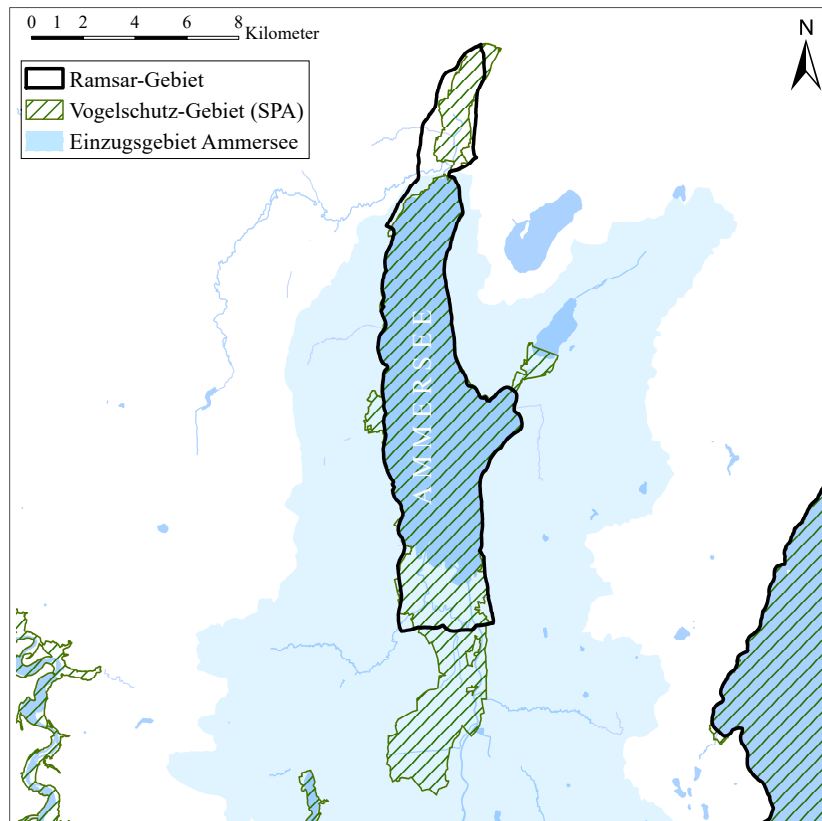 0 1 2 4 6 8
Kilometer
N
Ramsar-Gebiet
Vogelschutz-Gebiet (SPA)
Einzugsgebiet Ammersee
AMMERSEE